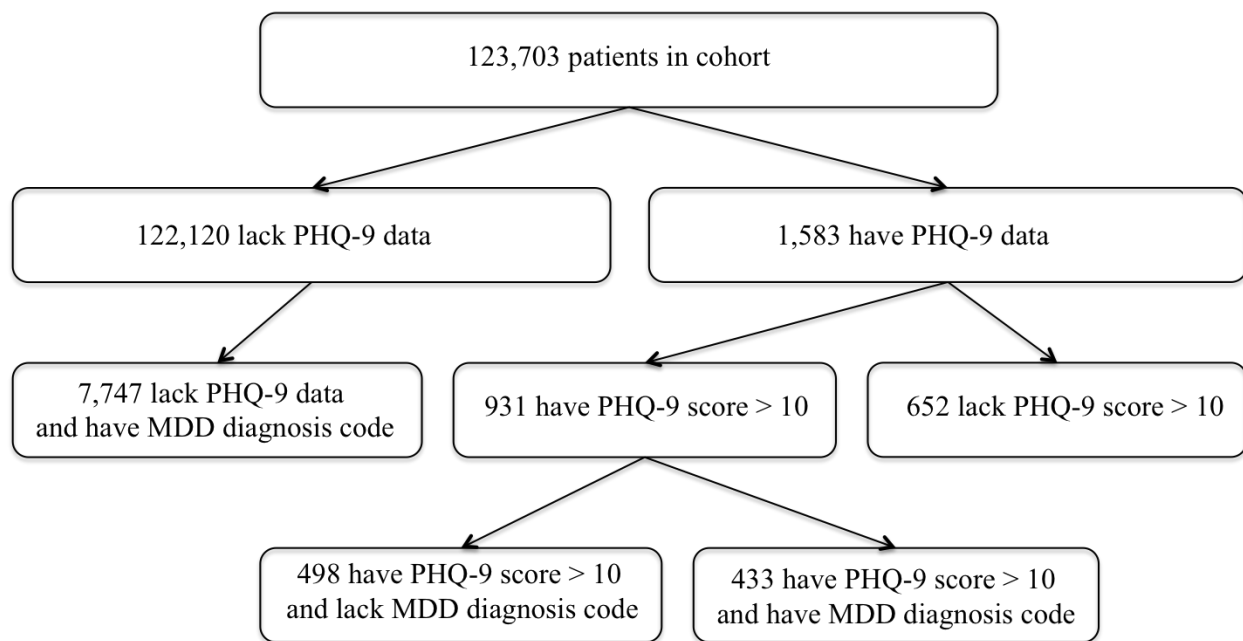 123,703 patients in cohort
122,120 lack PHQ-9 data
1,583 have PHQ-9 data
7,747 lack PHQ-9 data
and have MDD diagnosis code
931 have PHQ-9 score > 10
652 lack PHQ-9 score > 10
498 have PHQ-9 score > 10
and lack MDD diagnosis code
433 have PHQ-9 score > 10
and have MDD diagnosis code